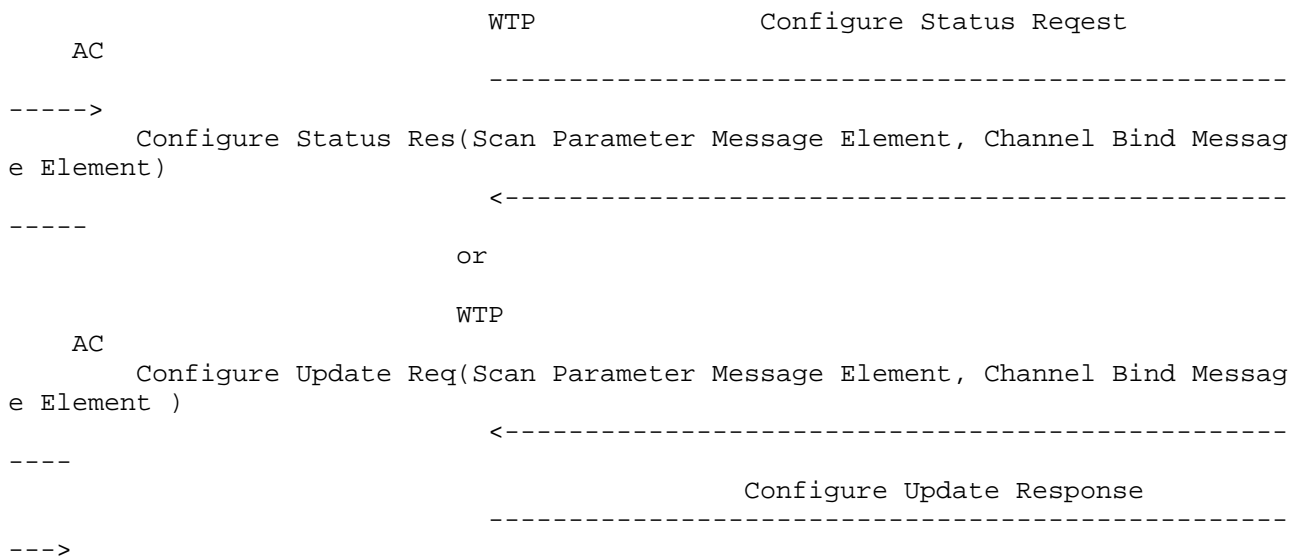 WTP Configure Status Reqest
AC
--------------------------------------------------
----->
Configure Status Res(Scan Parameter Message Element, Channel Bind Messag
e Element)
<-------------------------------------------------
-----
or
WTP
AC
Configure Update Req(Scan Parameter Message Element, Channel Bind Messag
e Element )
<-------------------------------------------------
----
Configure Update Response
--------------------------------------------------
--->